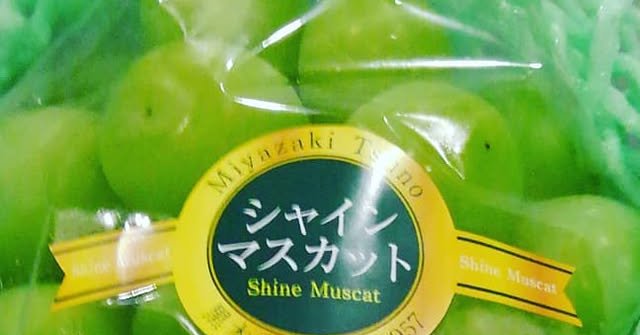 Miyazaki Tsuno
シャイン
マスカット
Shine Muscat
Shine Muscat
Shine Muscat